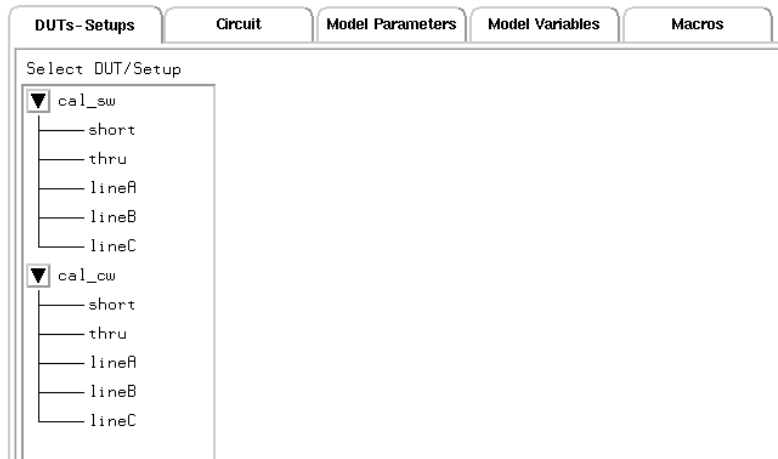 DUTs-Setups Circuit Model Parameters Model Variables Macros
Select DUT/Setup
cal_sw
short
thru
lineA
lineB
lineC
cal_cw
short
thru
lineA
lineB
lineC